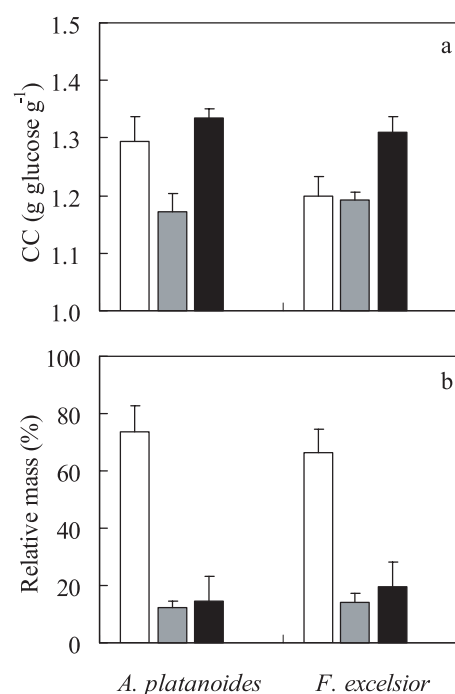 a
1.5
1.4
1.3
1.2
1.1
1.0
CC (g glucose g⁻¹)
b
100
80
60
40
20
0
Relative mass (%)
A. platanoides F. excelsior